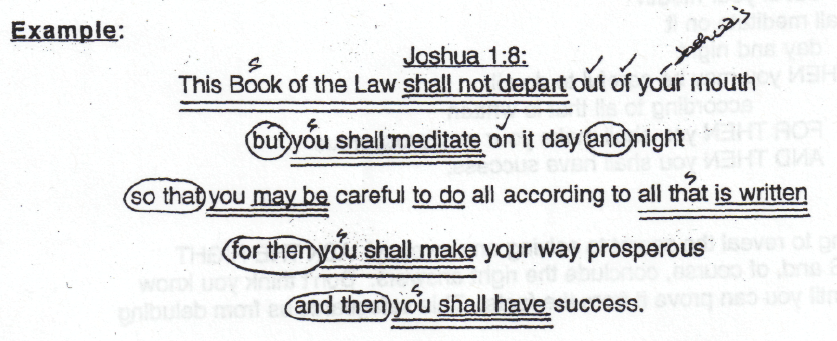 Example:
Joshua 1:8:
This Book of the Law shall not depart out of your mouth
but you shall meditate on it day and night
so that you may be careful to do all according to all that is written
for then you shall make your way prosperous
and then you shall have success.